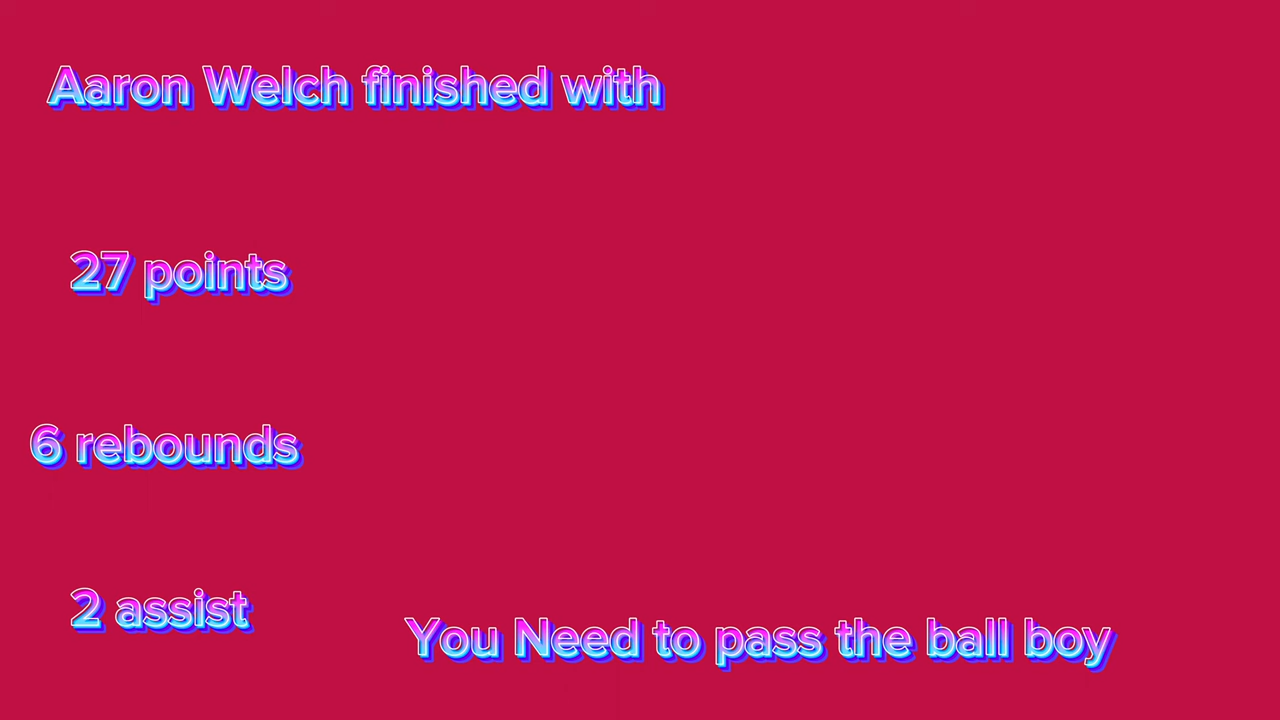 Aaron Welch finished with
27 points
6 rebounds
2 assist
You Need to pass the ball boy